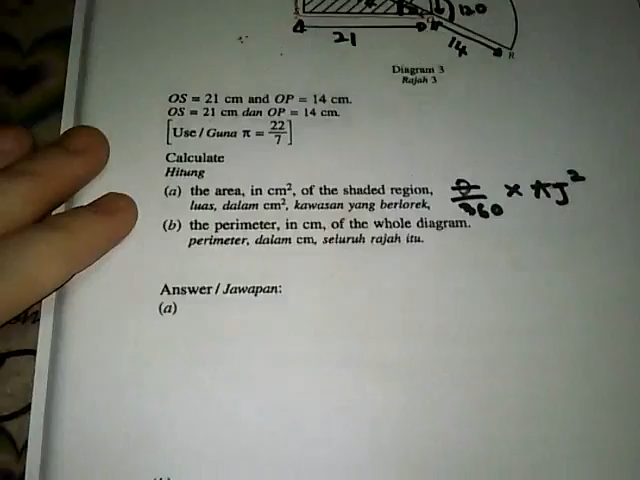 120
21
14
R
Diagram 3
Rajah 3
OS = 21 cm and OP = 14 cm.
OS = 21 cm dan OP = 14 cm.
[Use / Guna π = 22/7]
Calculate
Hitung
(a) the area, in cm², of the shaded region,
luas, dalam cm², kawasan yang berlorek,
θ/360 × πj²
(b) the perimeter, in cm, of the whole diagram.
perimeter, dalam cm, seluruh rajah itu.
Answer / Jawapan:
(a)